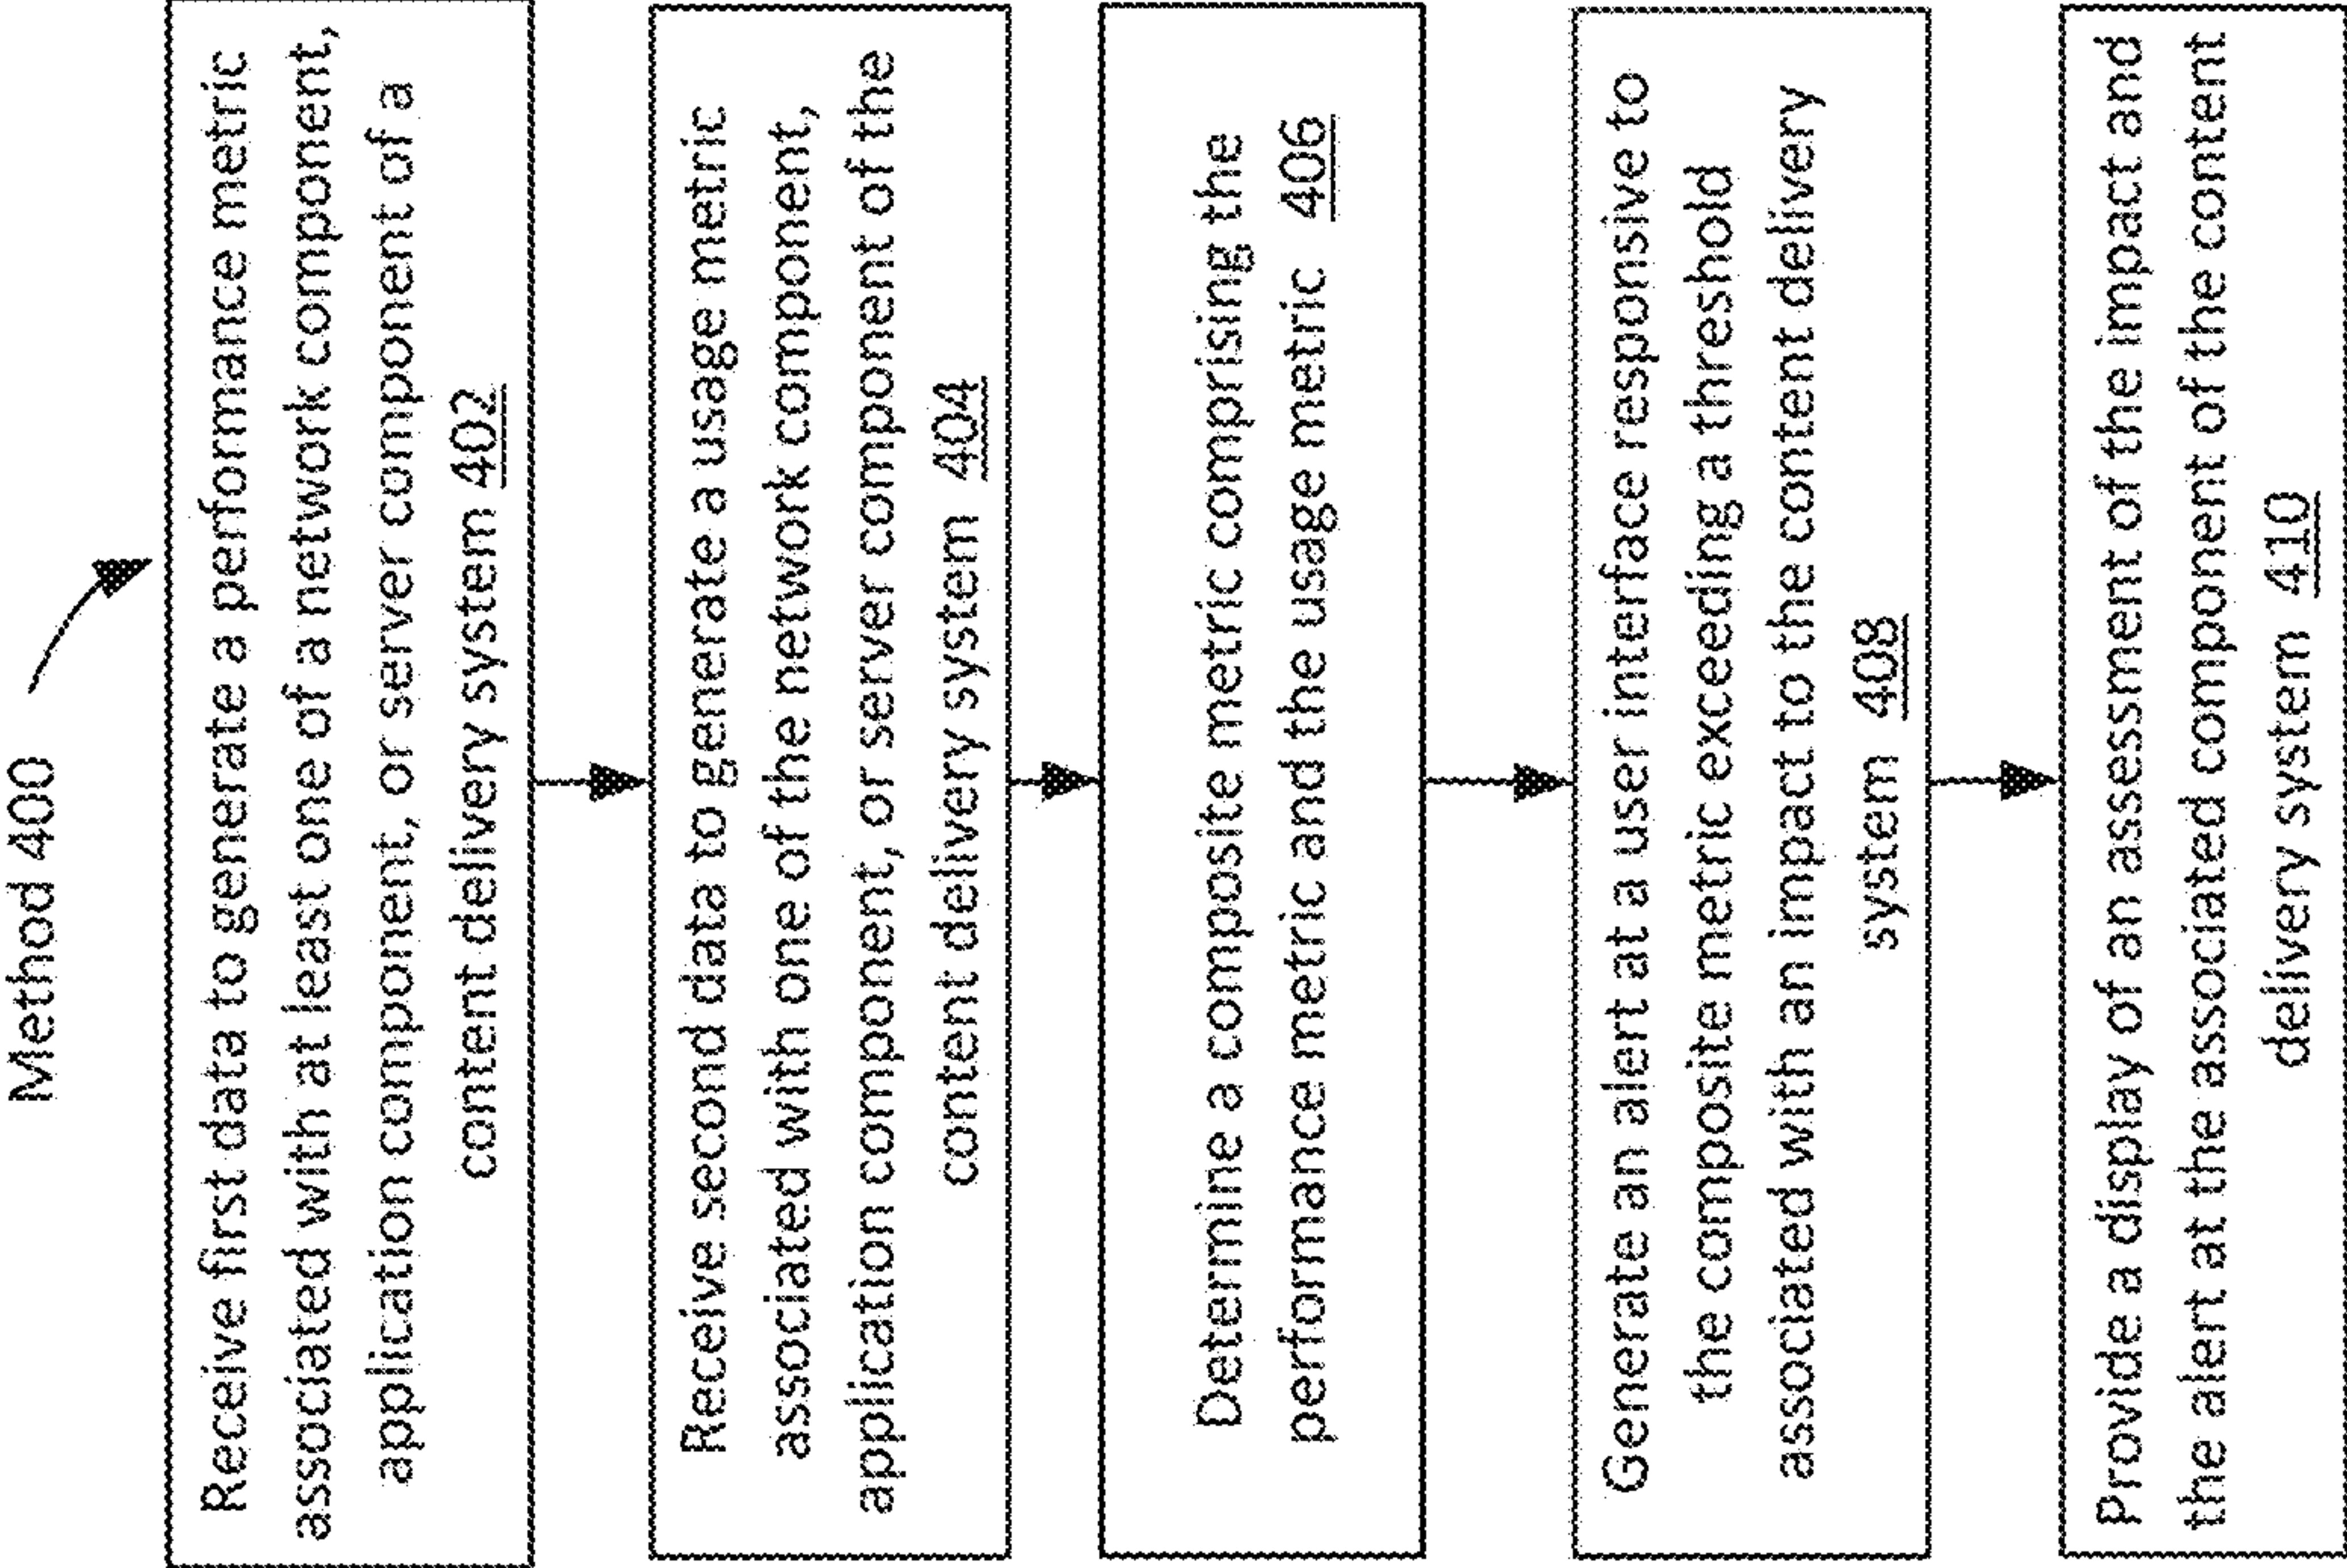 Method 400
Receive first data to generate a performance metric
associated with at least one of a network component,
application component, or server component of a
content delivery system 402
Receive second data to generate a usage metric
associated with one of the network component,
application component, or server component of the
content delivery system 404
Determine a composite metric comprising the
performance metric and the usage metric 406
Generate an alert at a user interface responsive to
the composite metric exceeding a threshold
associated with an impact to the content delivery
system 408
Provide a display of an assessment of the impact and
the alert at the associated component of the content
delivery system 410